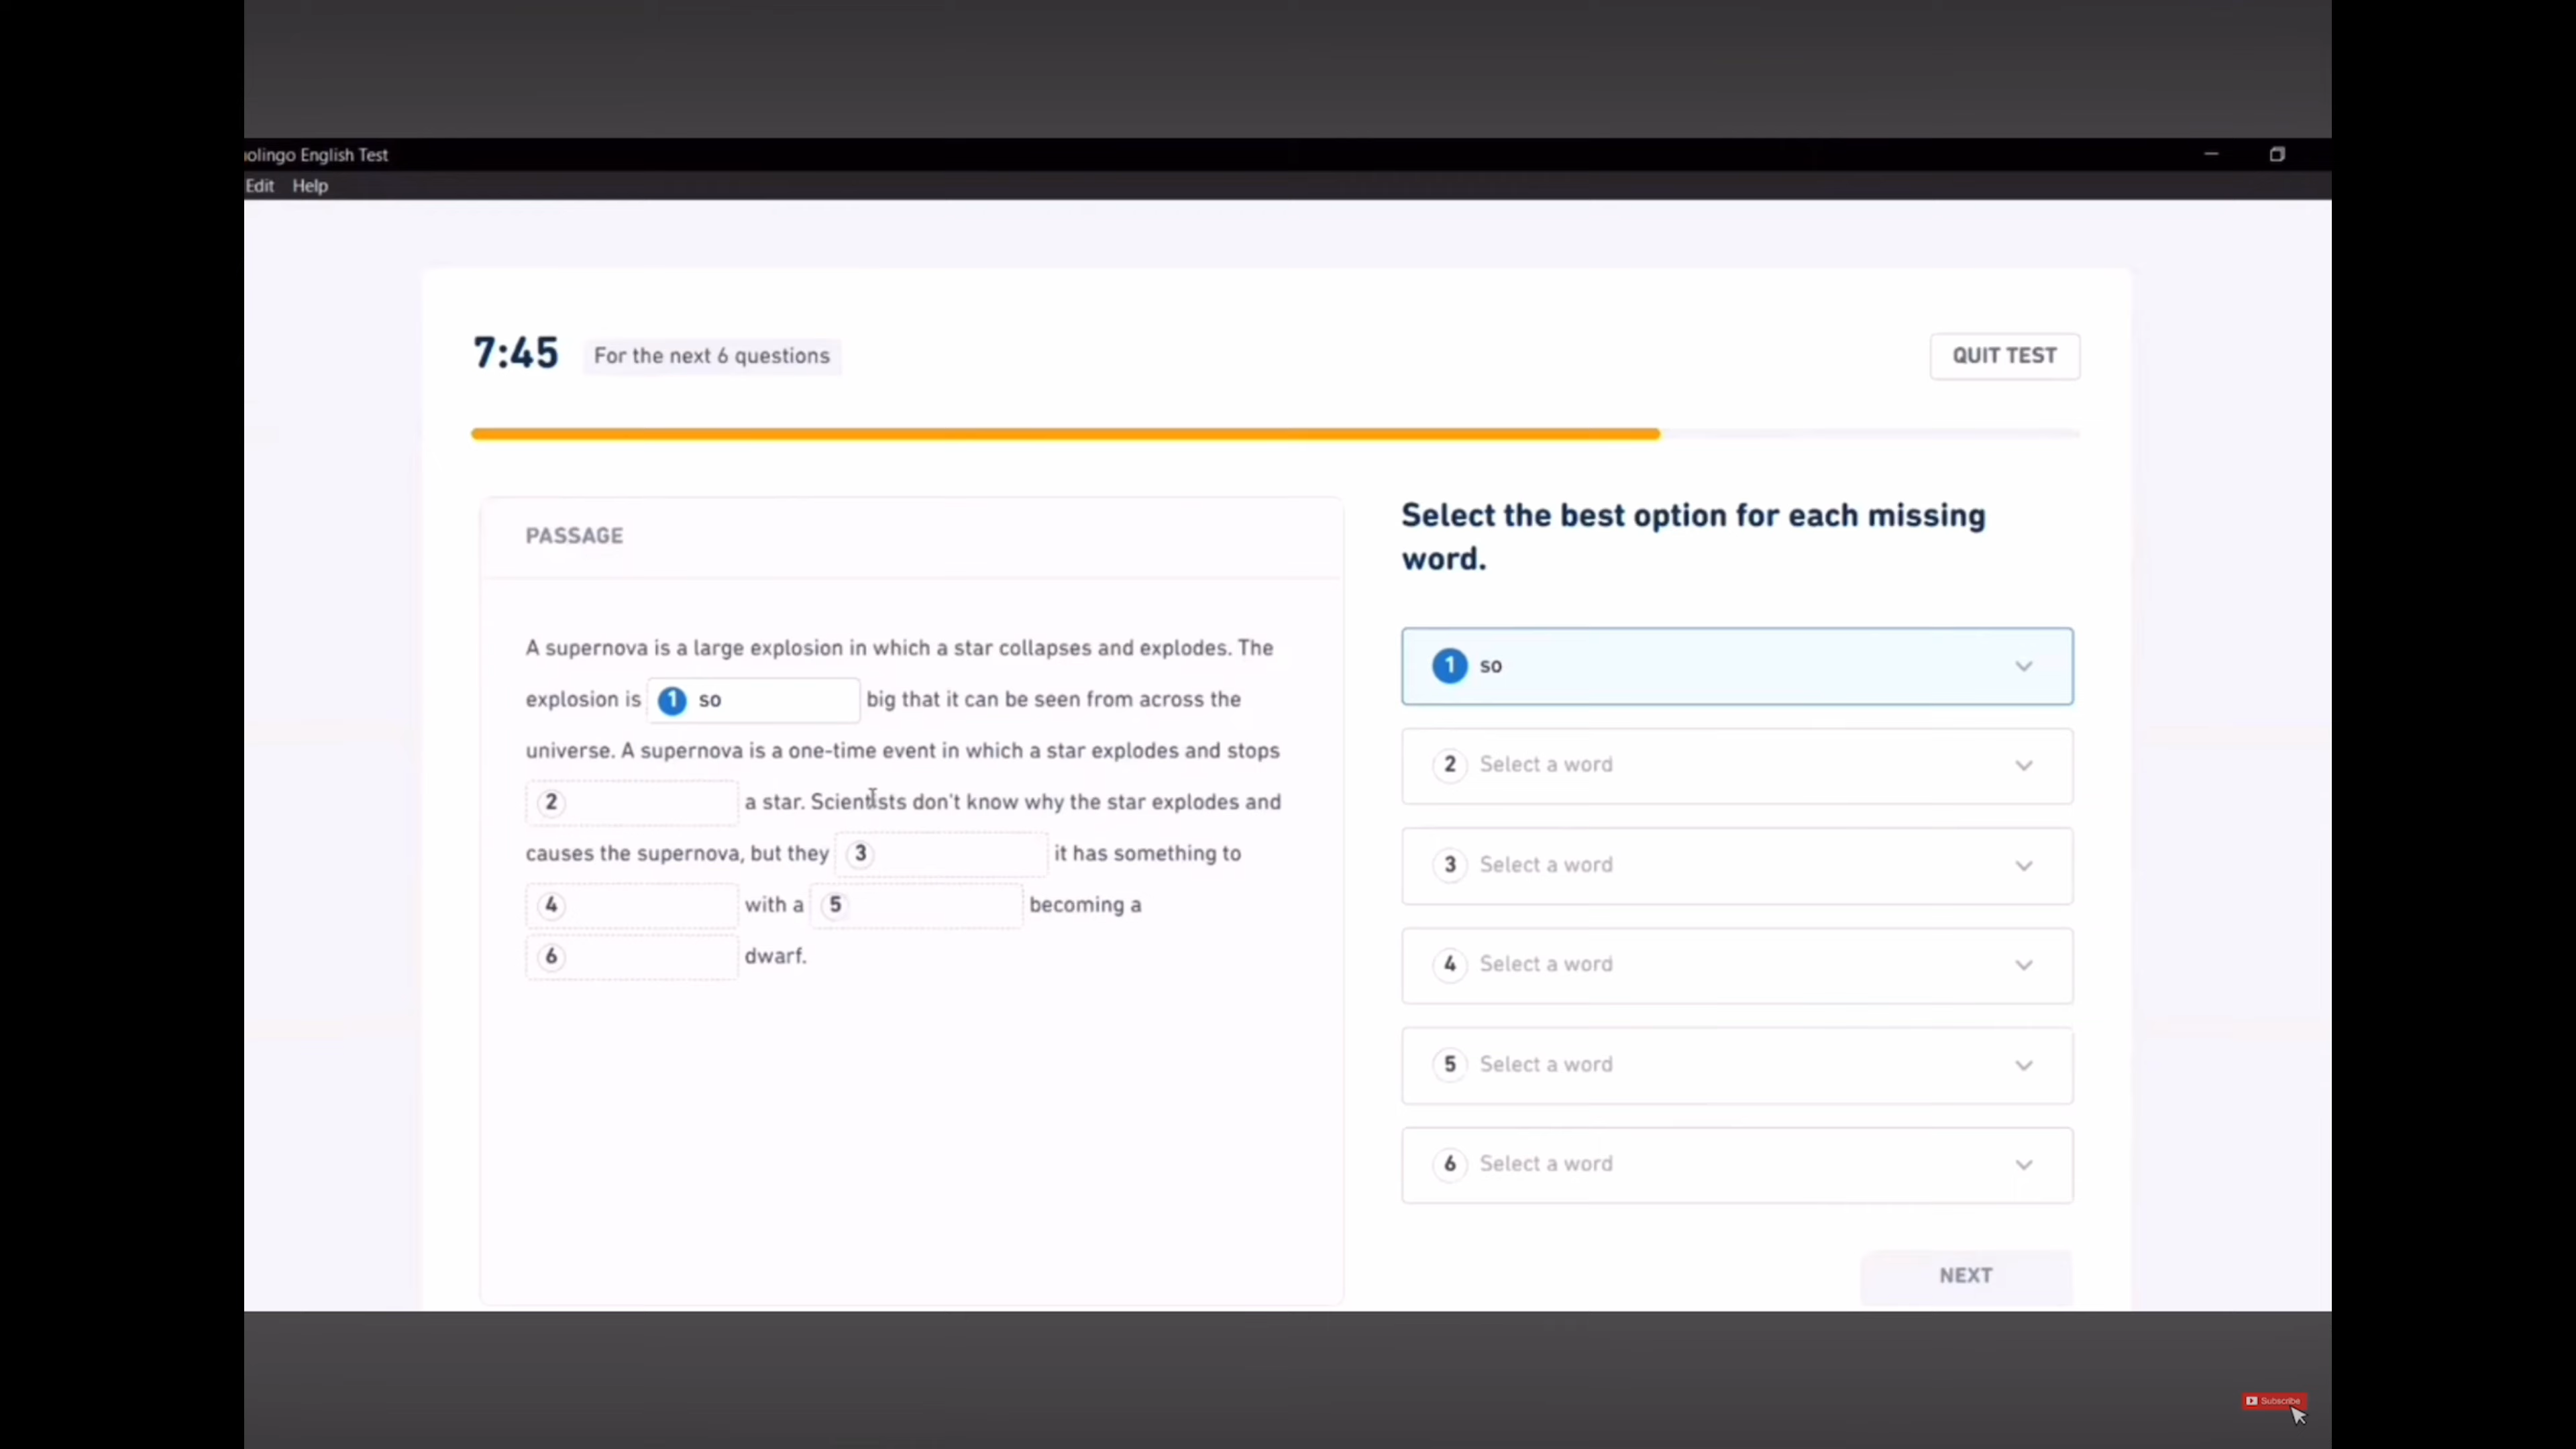 uolingo English Test
Edit Help
7:45 For the next 6 questions
QUIT TEST
PASSAGE
A supernova is a large explosion in which a star collapses and explodes. The
explosion is 1 so big that it can be seen from across the
universe. A supernova is a one-time event in which a star explodes and stops
2 a star. Scientists don't know why the star explodes and
causes the supernova, but they 3 it has something to
4 with a 5 becoming a
6 dwarf.
Select the best option for each missing
word.
1 so
2 Select a word
3 Select a word
4 Select a word
5 Select a word
6 Select a word
NEXT
Subscribe